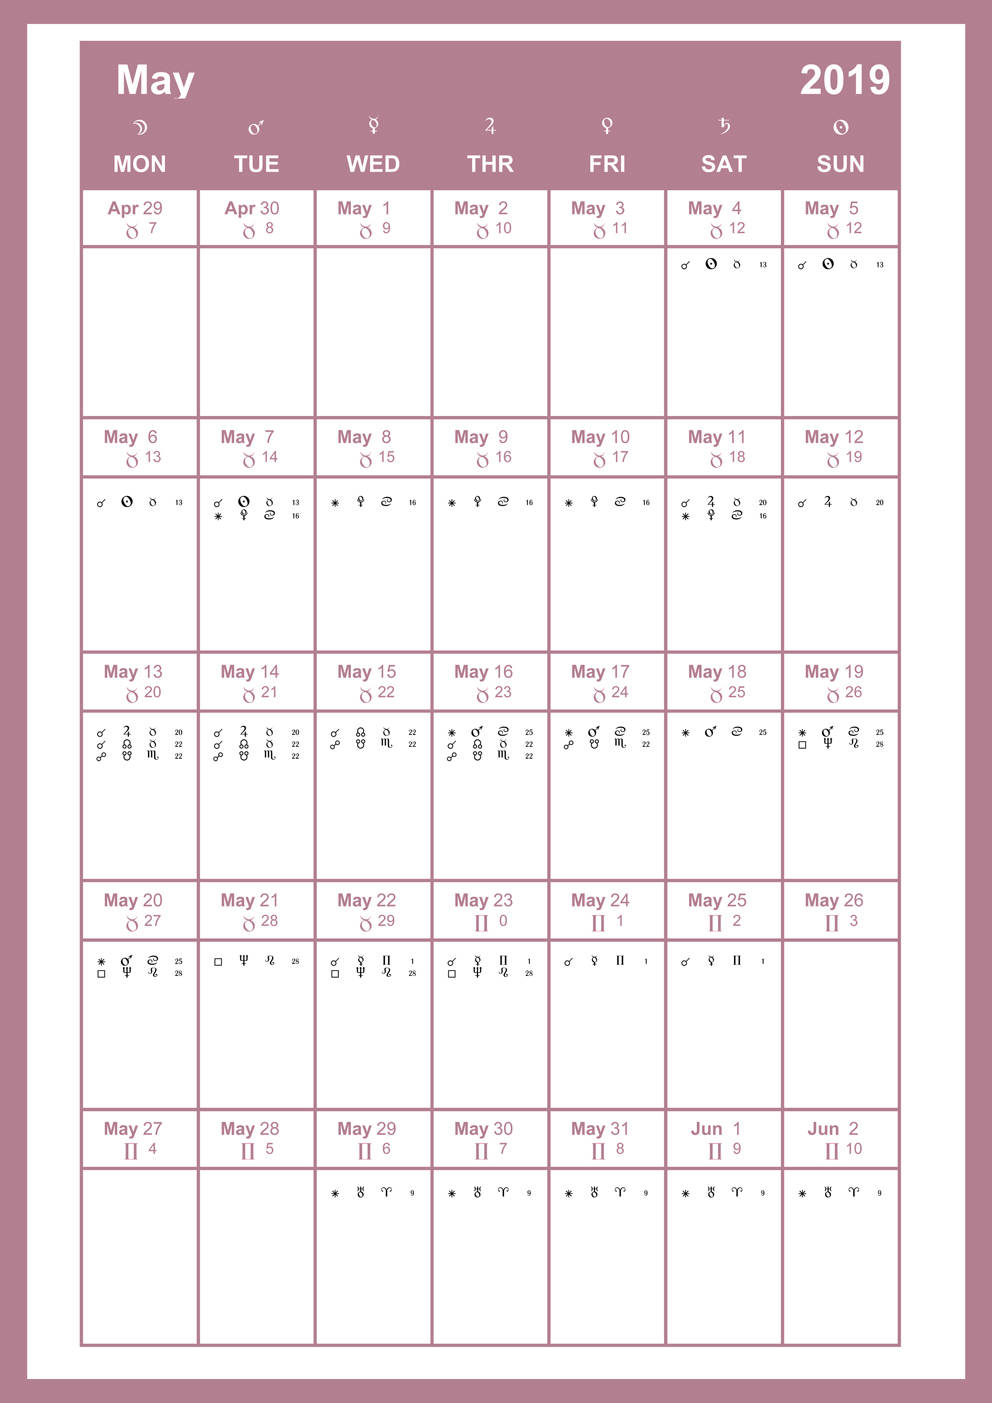 May 2019
☽ ♂ ☿ ♃ ♀ ♄ ☉
MON TUE WED THR FRI SAT SUN
Apr 29 Apr 30 May 1 May 2 May 3 May 4 May 5
♉ 7 ♉ 8 ♉ 9 ♉ 10 ♉ 11 ♉ 12 ♉ 12
☌ ☉ ♉ 13 ☌ ☉ ♉ 13
May 6 May 7 May 8 May 9 May 10 May 11 May 12
♉ 13 ♉ 14 ♉ 15 ♉ 16 ♉ 17 ♉ 18 ♉ 19
☌ ☉ ♉ 13 ☌ ☉ ♉ 13 ⚹ ⚴ ♋ 16 ⚹ ⚴ ♋ 16 ⚹ ⚴ ♋ 16 ☌ ♃ ♉ 20 ☌ ♃ ♉ 20
⚹ ⚴ ♋ 16 ⚹ ⚴ ♋ 16
May 13 May 14 May 15 May 16 May 17 May 18 May 19
♉ 20 ♉ 21 ♉ 22 ♉ 23 ♉ 24 ♉ 25 ♉ 26
☌ ♃ ♉ 20 ☌ ♃ ♉ 20 ☌ ☊ ♉ 22 ⚹ ♂ ♋ 25 ⚹ ♂ ♋ 25 ⚹ ♂ ♋ 25 ⚹ ♂ ♋ 25
☌ ☊ ♉ 22 ☌ ☊ ♉ 22 ☍ ☋ ♏ 22 ☌ ☊ ♉ 22 ☍ ☋ ♏ 22 □ ♆ ♌ 28
☍ ☋ ♏ 22 ☍ ☋ ♏ 22 ☍ ☋ ♏ 22
May 20 May 21 May 22 May 23 May 24 May 25 May 26
♉ 27 ♉ 28 ♉ 29 ♊ 0 ♊ 1 ♊ 2 ♊ 3
⚹ ♂ ♋ 25 □ ♆ ♌ 28 ☌ ☿ ♊ 1 ☌ ☿ ♊ 1 ☌ ☿ ♊ 1 ☌ ☿ ♊ 1
□ ♆ ♌ 28 □ ♆ ♌ 28 □ ♆ ♌ 28
May 27 May 28 May 29 May 30 May 31 Jun 1 Jun 2
♊ 4 ♊ 5 ♊ 6 ♊ 7 ♊ 8 ♊ 9 ♊ 10
⚹ ♅ ♈ 9 ⚹ ♅ ♈ 9 ⚹ ♅ ♈ 9 ⚹ ♅ ♈ 9 ⚹ ♅ ♈ 9